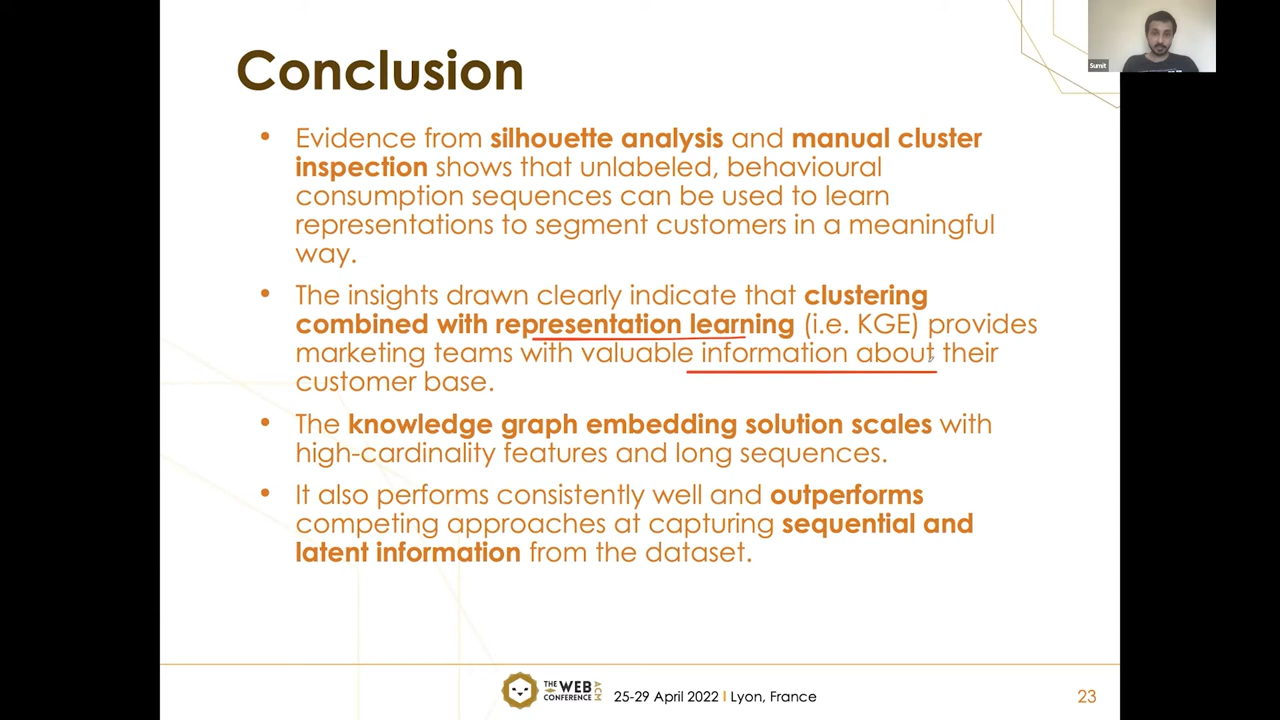 Sumit
Conclusion
• Evidence from silhouette analysis and manual cluster
inspection shows that unlabeled, behavioural
consumption sequences can be used to learn
representations to segment customers in a meaningful
way.
• The insights drawn clearly indicate that clustering
combined with representation learning (i.e. KGE) provides
marketing teams with valuable information about their
customer base.
• The knowledge graph embedding solution scales with
high-cardinality features and long sequences.
• It also performs consistently well and outperforms
competing approaches at capturing sequential and
latent information from the dataset.
THE WEB CONFERENCE ACM
25-29 April 2022 I Lyon, France
23